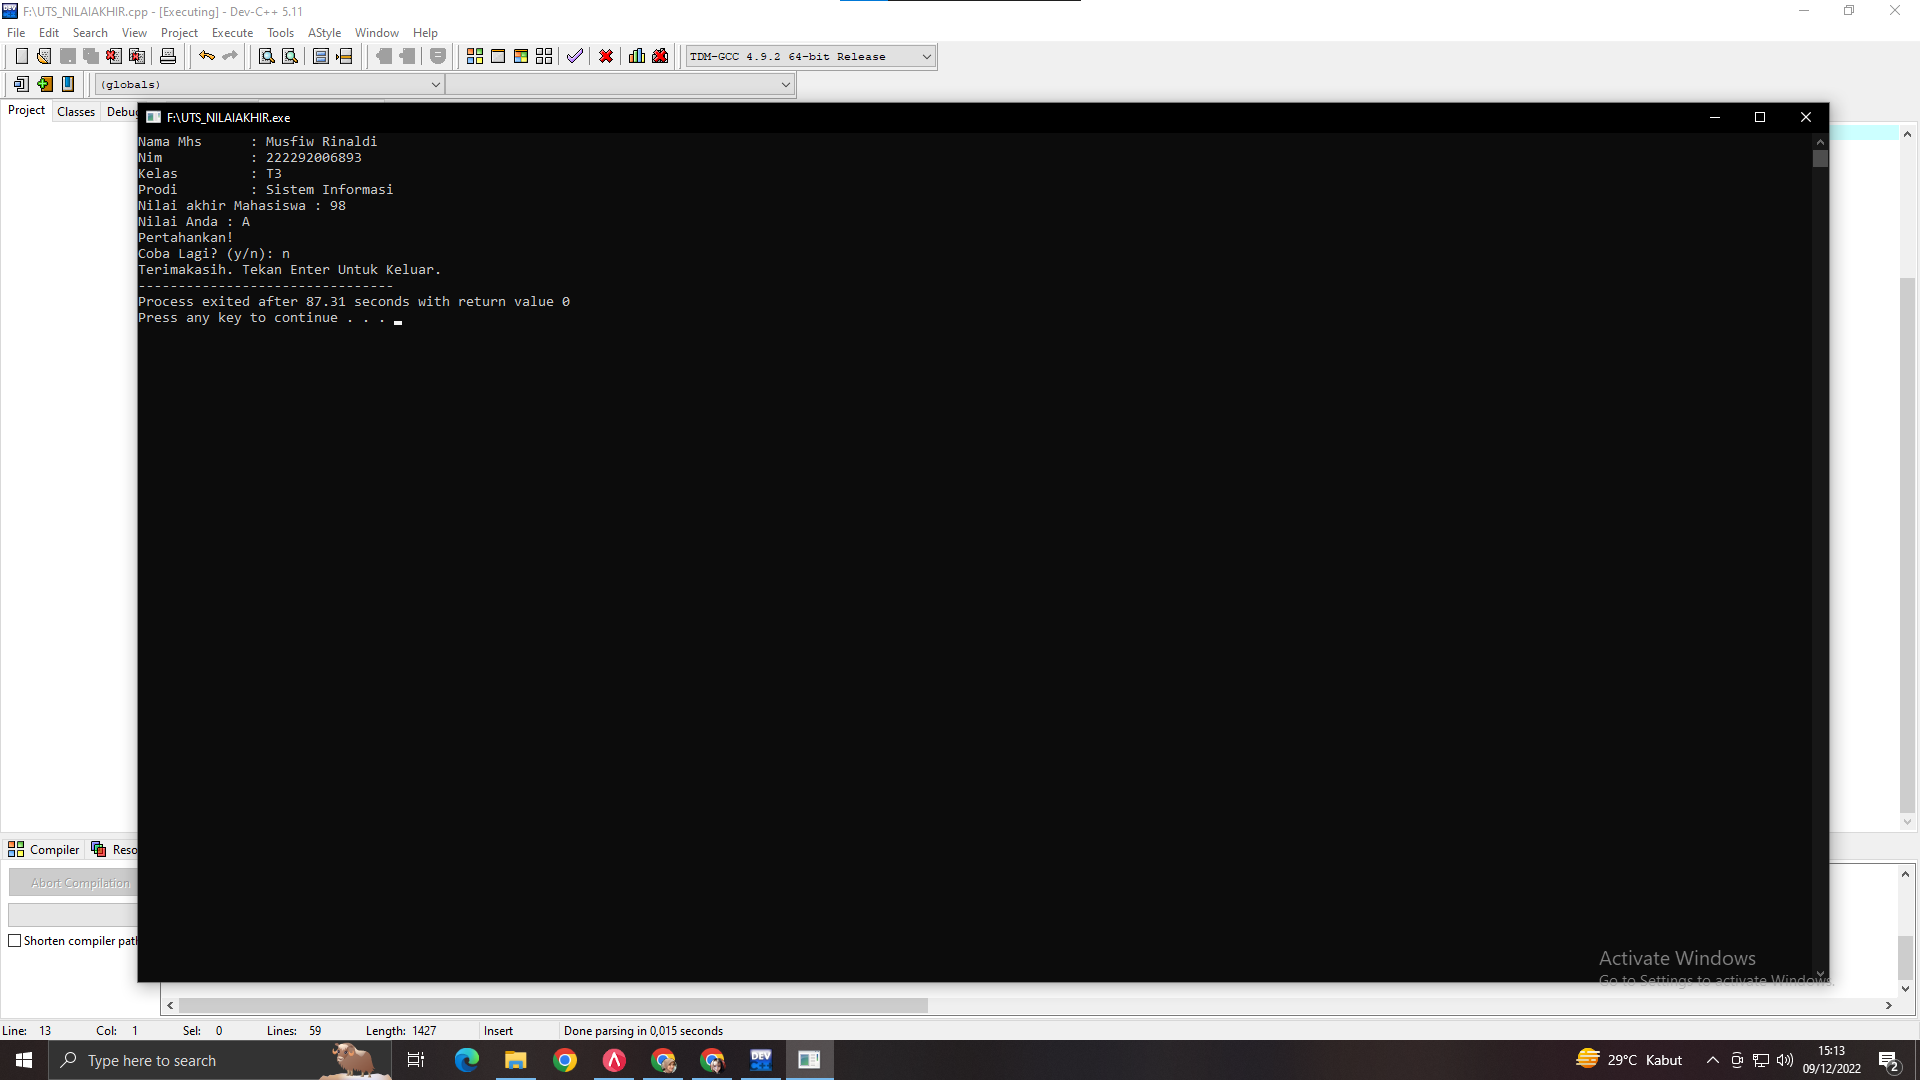 F:\UTS_NILAIAKHIR.cpp - [Executing] - Dev-C++ 5.11
File Edit Search View Project Execute Tools AStyle Window Help
TDM-GCC 4.9.2 64-bit Release
(globals)
Project Classes Debug
F:\UTS_NILAIAKHIR.exe
Nama Mhs      : Musfiw Rinaldi
Nim           : 222292006893
Kelas         : T3
Prodi         : Sistem Informasi
Nilai akhir Mahasiswa : 98
Nilai Anda : A
Pertahankan!
Coba Lagi? (y/n): n
Terimakasih. Tekan Enter Untuk Keluar.
--------------------------------
Process exited after 87.31 seconds with return value 0
Press any key to continue . . .
Compiler Reso
Abort Compilation
Shorten compiler path
Activate Windows
Go to Settings to activate Windows.
Line: 13 Col: 1 Sel: 0 Lines: 59 Length: 1427 Insert Done parsing in 0,015 seconds
Type here to search
DEV
29°C Kabut
15:13
09/12/2022
2